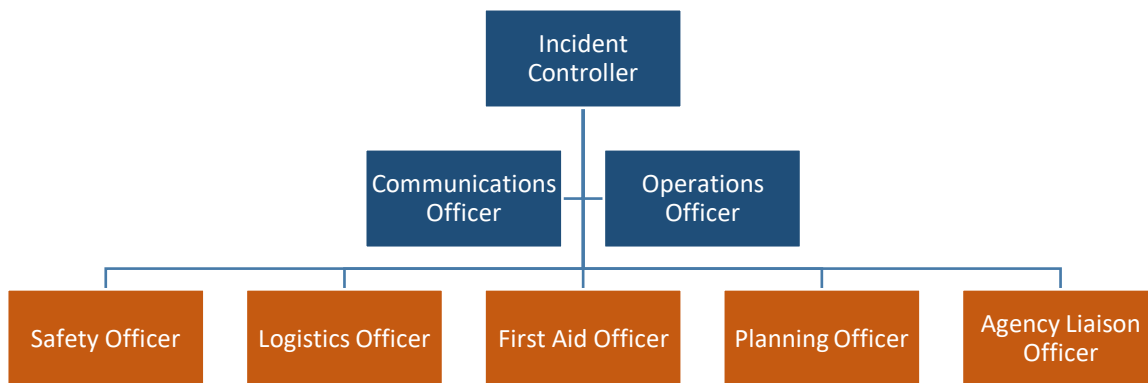 Incident
Controller
Communications
Officer
Operations
Officer
Safety Officer
Logistics Officer
First Aid Officer
Planning Officer
Agency Liaison
Officer